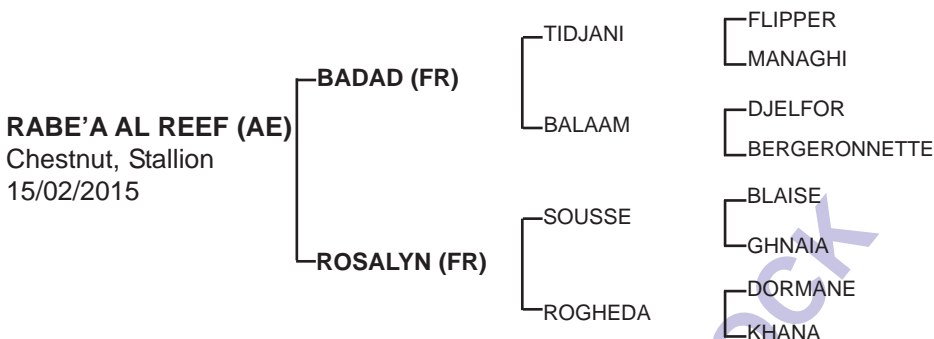 RABE'A AL REEF (AE)
Chestnut, Stallion
15/02/2015
BADAD (FR)
ROSALYN (FR)
TIDJANI
BALAAM
SOUSSE
ROGHEDA
FLIPPER
MANAGHI
DJELFOR
BERGERONNETTE
BLAISE
GHNAIA
DORMANE
KHANA
OCK